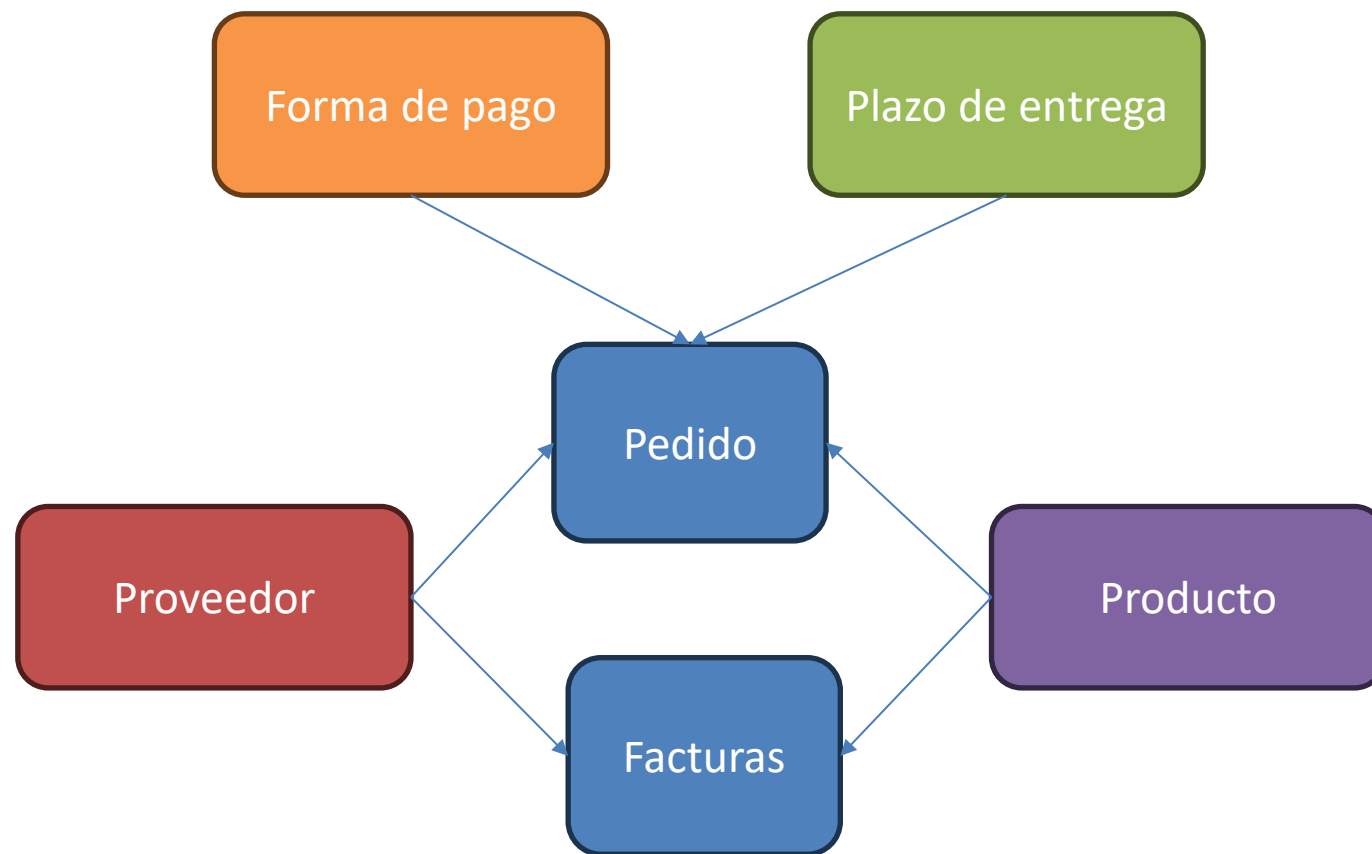 Forma de pago
Plazo de entrega
Pedido
Proveedor
Producto
Facturas